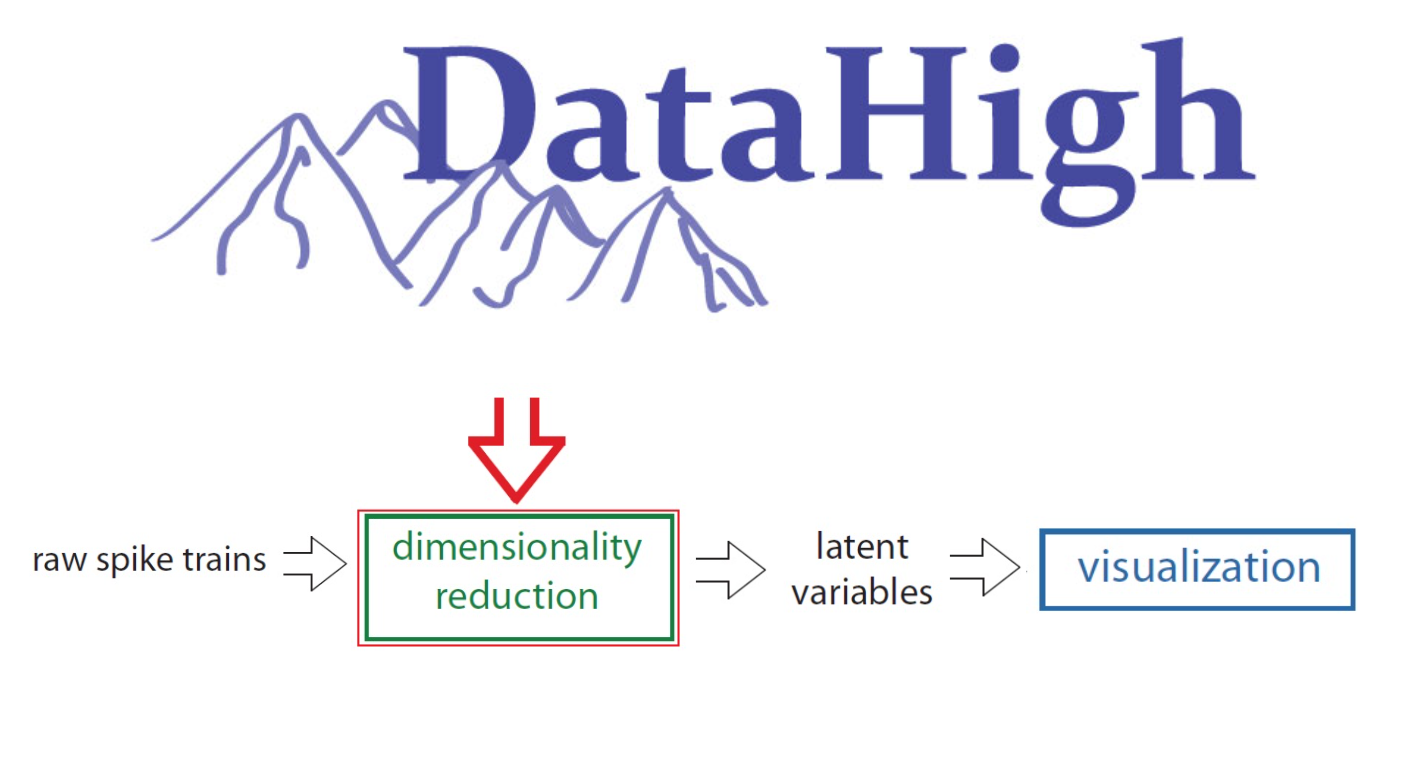 DataHigh
raw spike trains
dimensionality
reduction
latent
variables
visualization